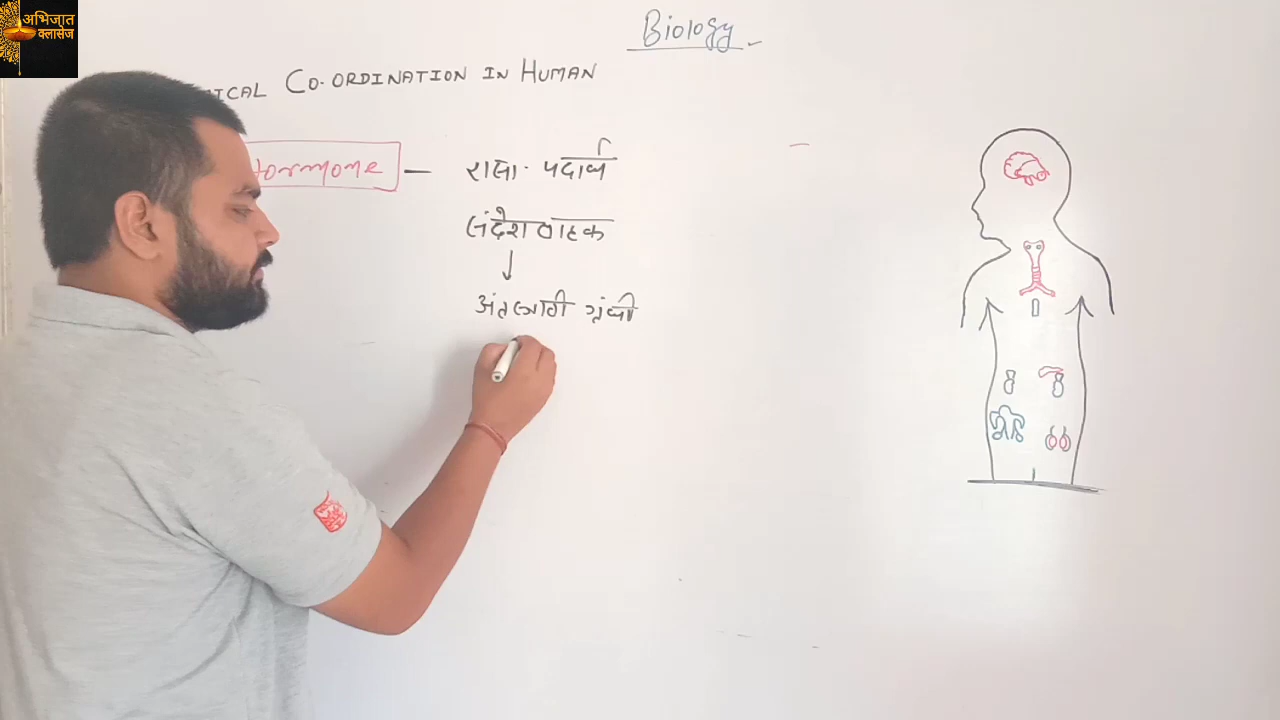 अभिजात
क्लासेज
Biology
ICAL CO-ORDINATION IN HUMAN
Hormone — रासा. पदार्थ
संदेशवाहक
↓
अंतःस्त्रावी ग्रंथी